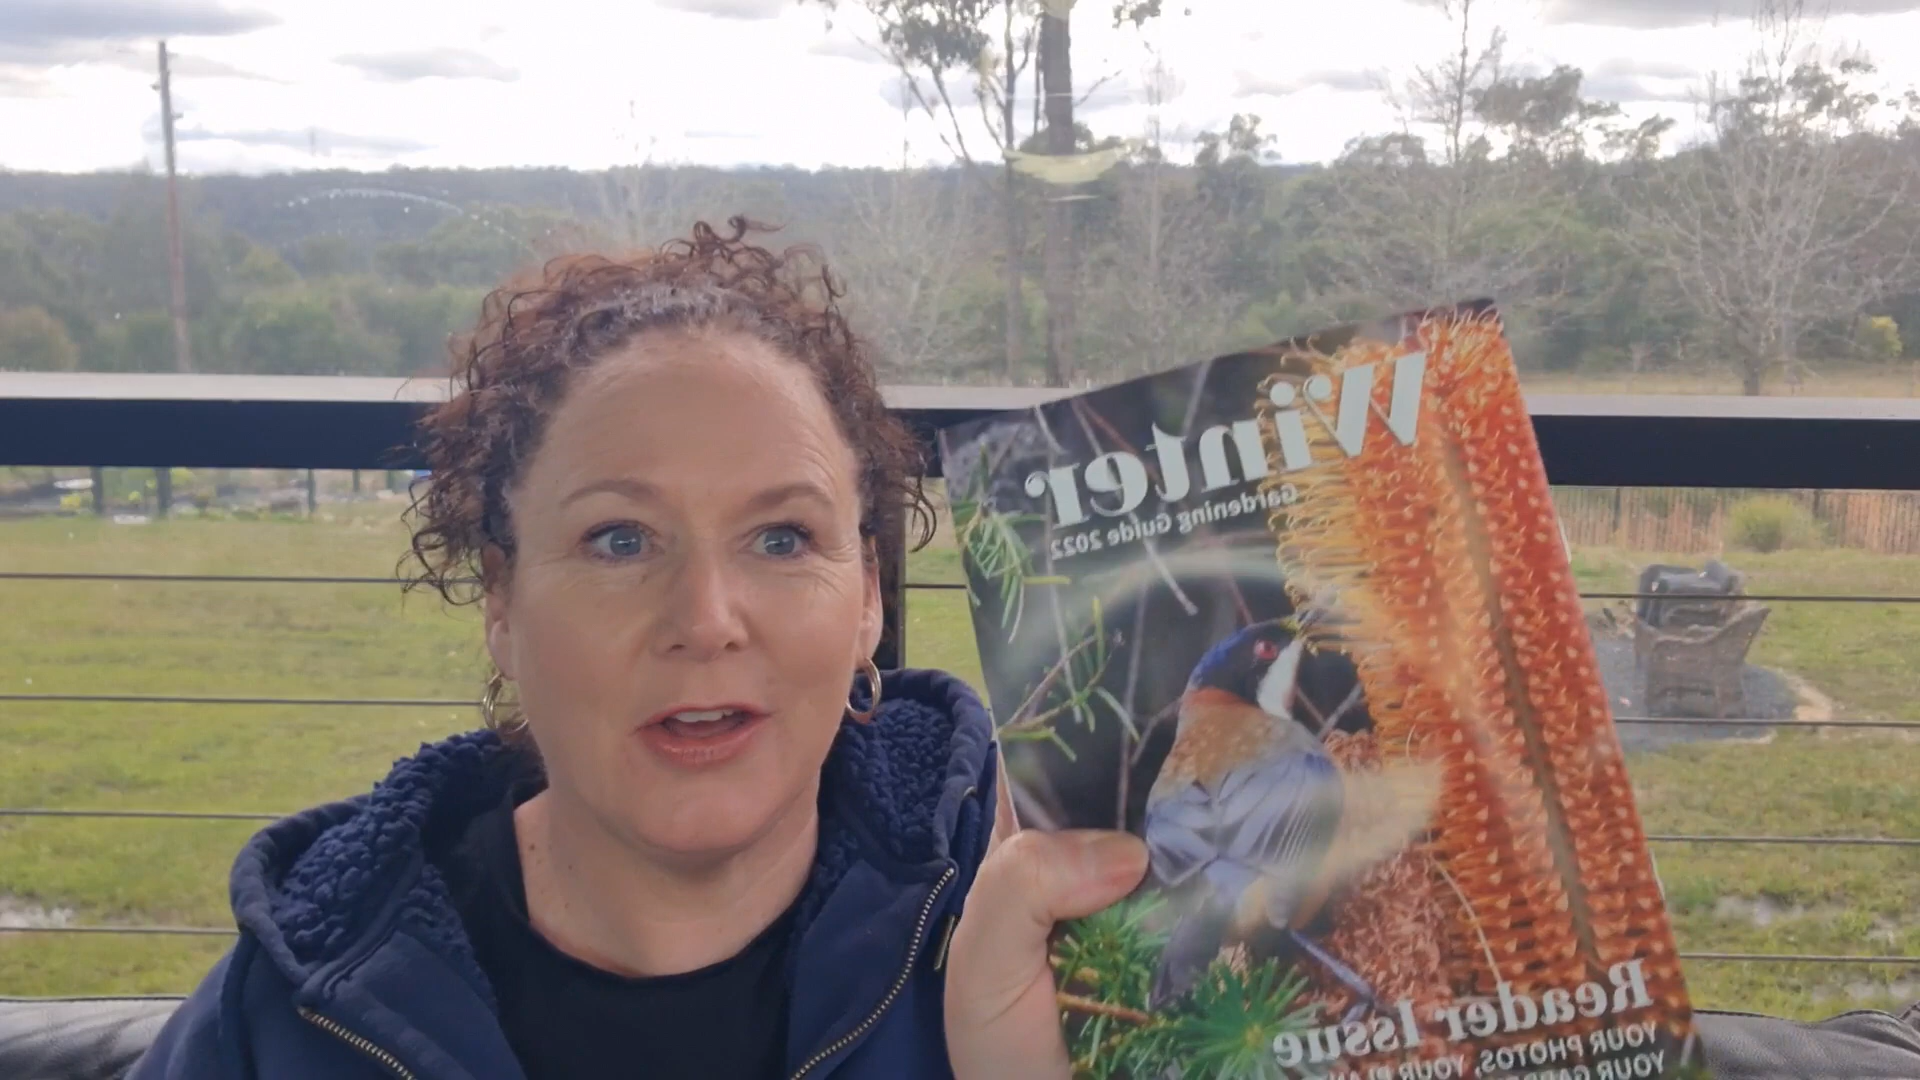 Winter
Gardening Guide 2022
Reader Issue
YOUR PHOTOS, YOUR
YOUR